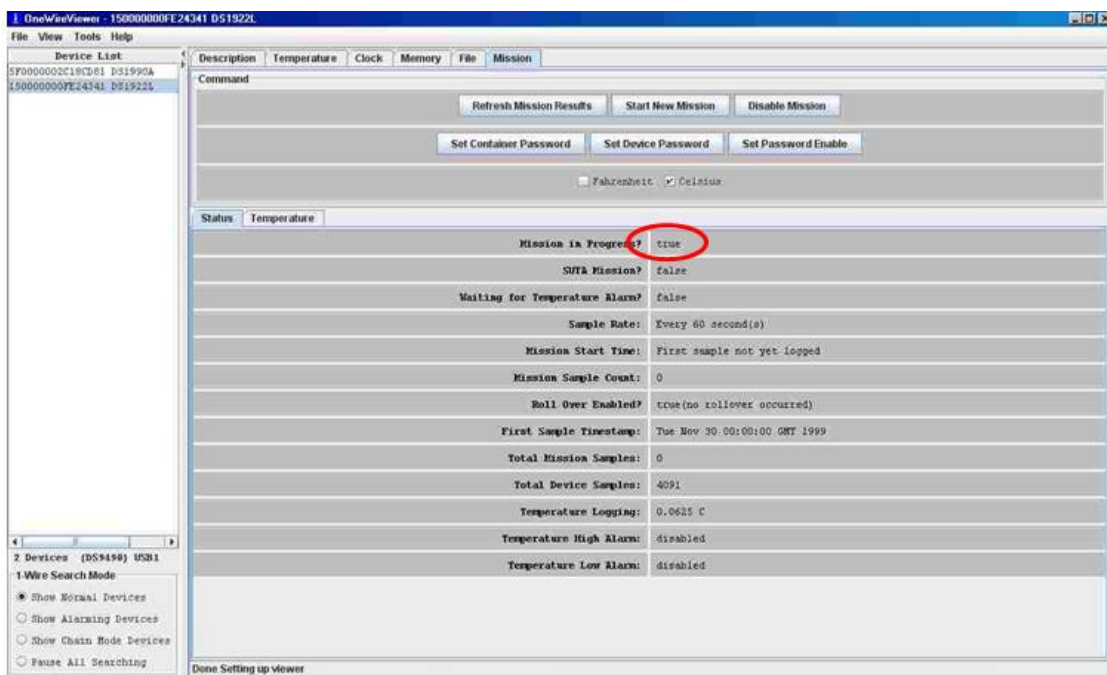 OneWireViewer - 150000000FE24341 DS1922L
File View Tools Help
Device List
5F0000002C18CD81 DS1990A
150000000FE24341 DS1922L
Description Temperature Clock Memory File Mission
Command
Refresh Mission Results Start New Mission Disable Mission
Set Container Password Set Device Password Set Password Enable
Fahrenheit Celsius
Status Temperature
Mission in Progress? true
SUTA Mission? false
Waiting for Temperature Alarm? false
Sample Rate: Every 60 second(s)
Mission Start Time: First sample not yet logged
Mission Sample Count: 0
Roll Over Enabled? true(no rollover occurred)
First Sample Timestamp: Tue Nov 30 00:00:00 GMT 1999
Total Mission Samples: 0
Total Device Samples: 4091
Temperature Logging: 0.0625 C
Temperature High Alarm: disabled
Temperature Low Alarm: disabled
2 Devices (DS9490) USB1
1-Wire Search Mode
Show Normal Devices
Show Alarming Devices
Show Chain Mode Devices
Pause All Searching
Done Setting up viewer